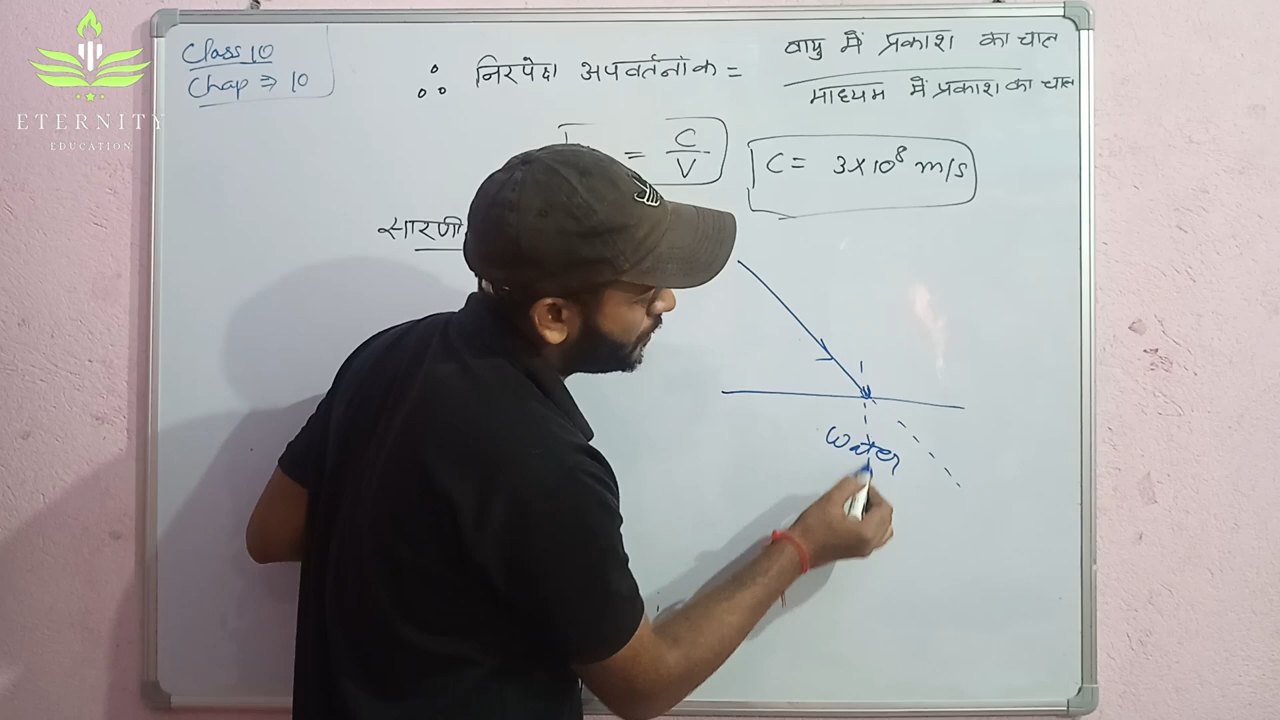 ETERNITY
EDUCATION
Class 10
Chap ⇒ 10
∴ निरपेक्ष अपवर्तनांक = वायु में प्रकाश का चाल
माध्यम में प्रकाश का चाल
= C
V
C = 3×10⁸ m/s
सारणी
water